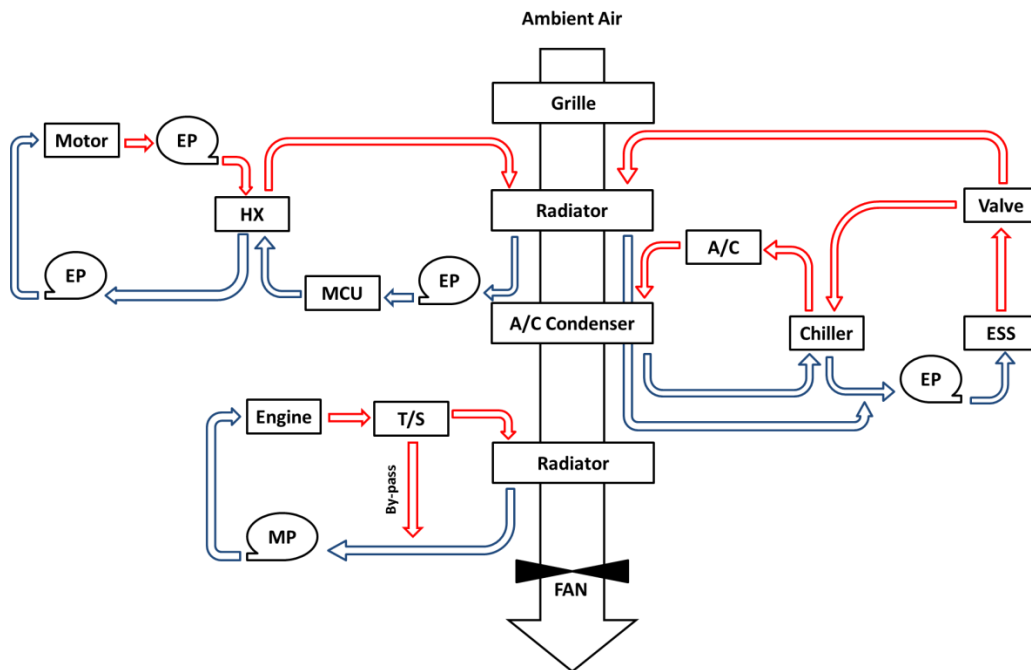 Ambient Air
Grille
Motor
EP
HX
Radiator
Valve
A/C
EP
MCU
EP
A/C Condenser
Chiller
ESS
EP
Engine
T/S
Radiator
By-pass
MP
FAN